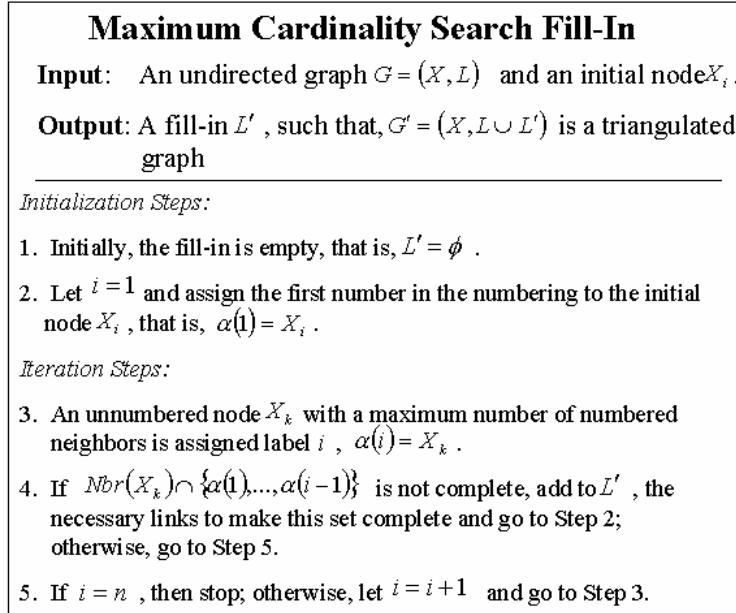 Maximum Cardinality Search Fill-In
Input: An undirected graph G = (X, L) and an initial node X_i .
Output: A fill-in L' , such that, G' = (X, L ∪ L') is a triangulated
graph
Initialization Steps:
1. Initially, the fill-in is empty, that is, L' = ϕ .
2. Let i = 1 and assign the first number in the numbering to the initial
node X_i , that is, α(1) = X_i .
Iteration Steps:
3. An unnumbered node X_k with a maximum number of numbered
neighbors is assigned label i , α(i) = X_k .
4. If Nbr(X_k) ∩ {α(1),...,α(i−1)} is not complete, add to L' , the
necessary links to make this set complete and go to Step 2;
otherwise, go to Step 5.
5. If i = n , then stop; otherwise, let i = i+1 and go to Step 3.